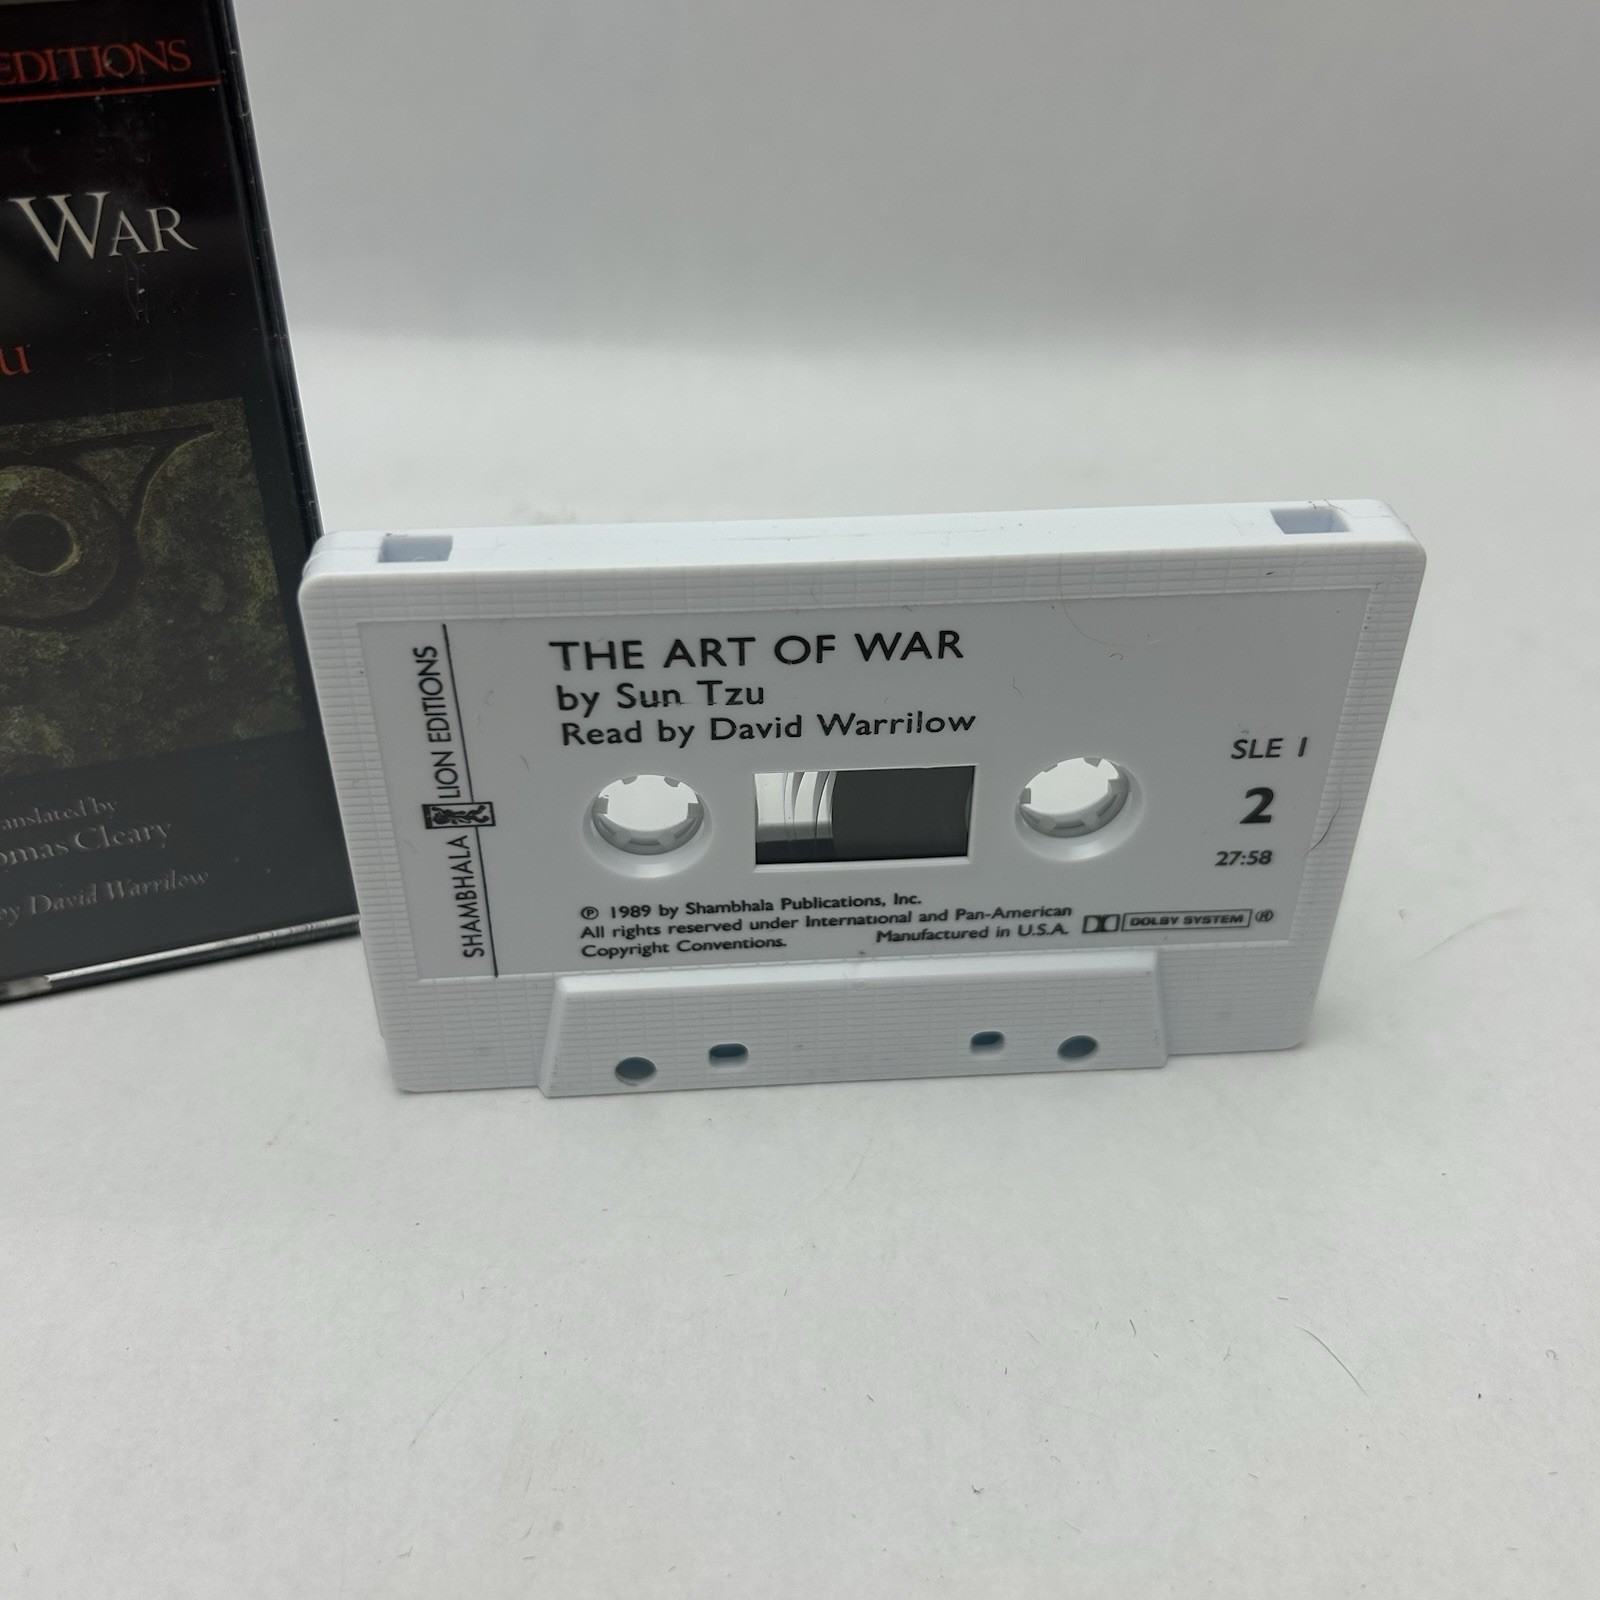 EDITIONS
WAR
u
anslated by
omas Cleary
by David Warrilow
SHAMBHALA LION EDITIONS
THE ART OF WAR
by Sun Tzu
Read by David Warrilow
SLE 1
2
27:58
℗ 1989 by Shambhala Publications, Inc.
All rights reserved under International and Pan-American
Copyright Conventions. Manufactured in U.S.A.
DOLBY SYSTEM ®